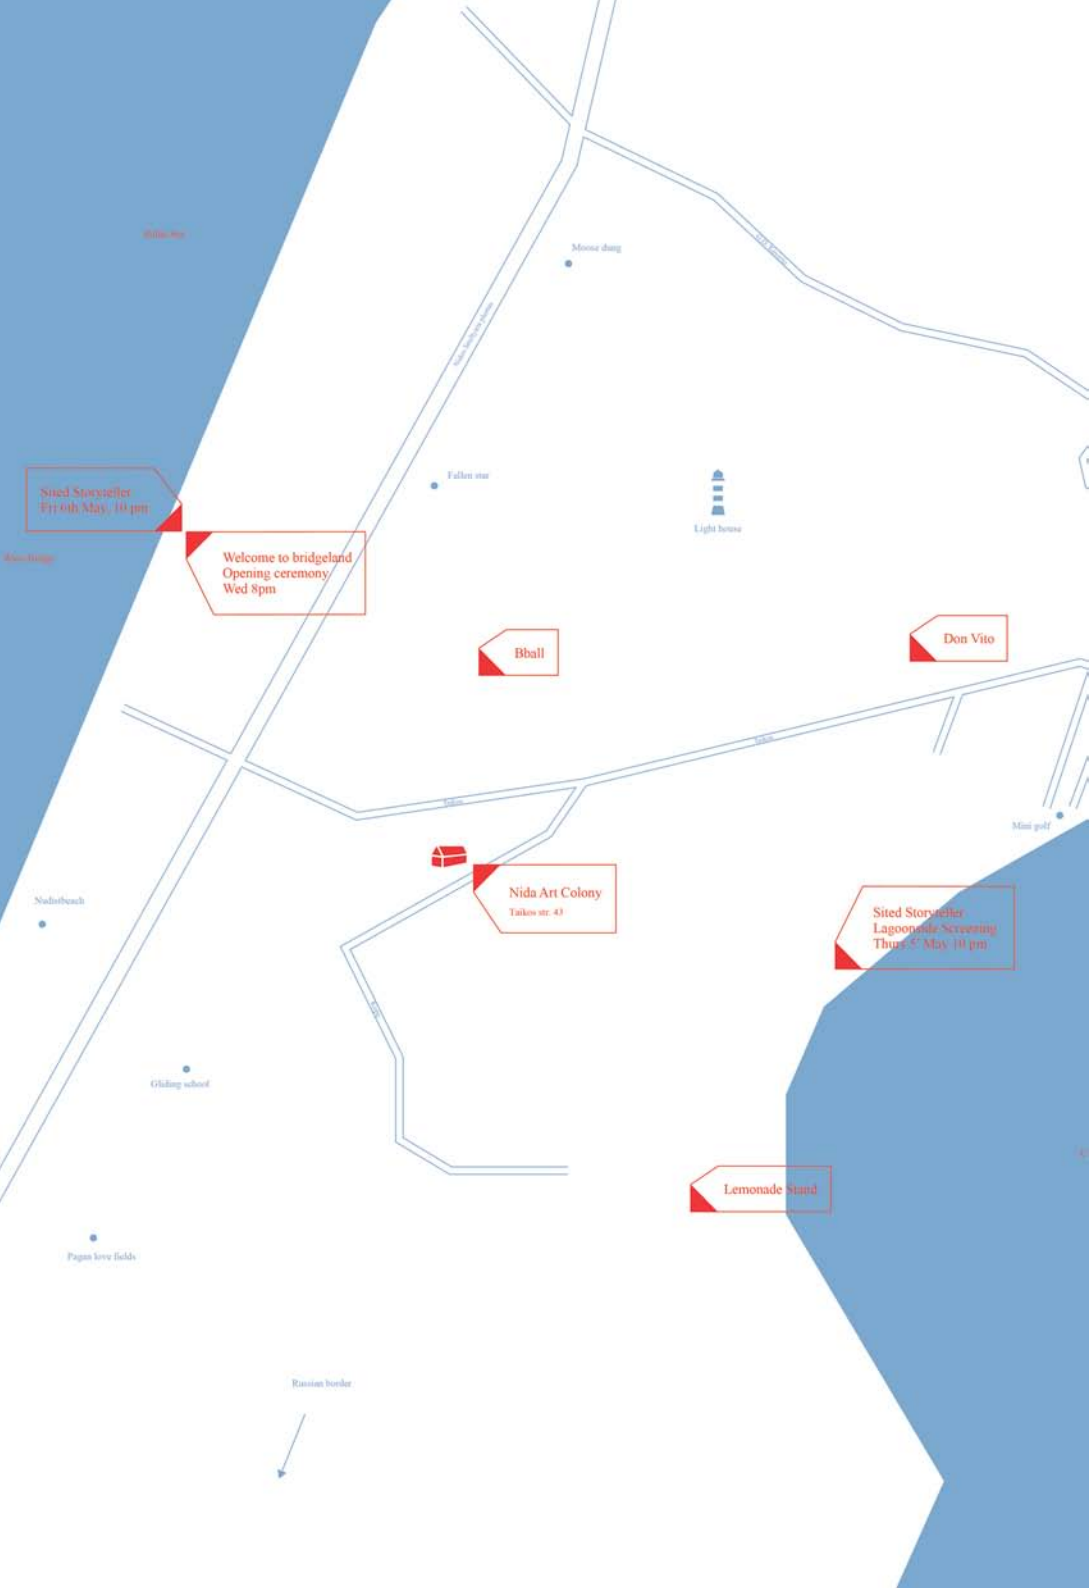 Moose dung
Fallen star
Light house
Sited Storyteller
Fri 6th May, 10 pm
Welcome to bridgeland
Opening ceremony
Wed 8pm
Bball
Don Vito
Taikos
Taikos
Mini golf
Nida Art Colony
Taikos str. 43
Nudistbeach
Sited Storyteller
Lagoonside Screening
Thurs 5' May 10 pm
Gliding school
Lemonade Stand
Pagan love fields
Russian border